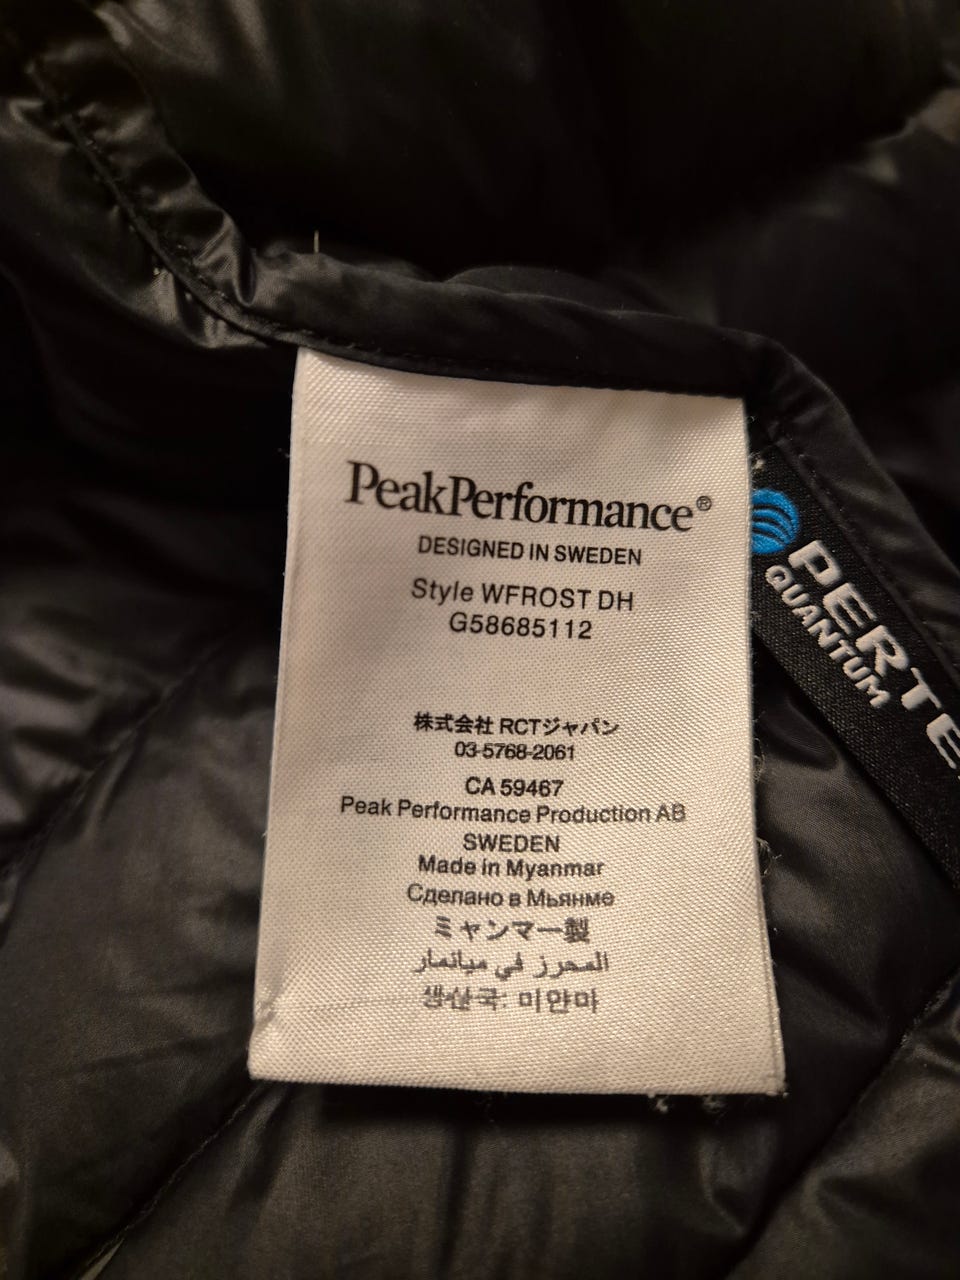 PeakPerformance®
DESIGNED IN SWEDEN
Style WFROST DH
G58685112
株式会社 RCTジャパン
03-5768-2061
CA 59467
Peak Performance Production AB
SWEDEN
Made in Myanmar
Сделано в Мьянме
ミャンマー製
المحرز في ميانمار
생산국: 미얀마
PERTE
QUANTUM